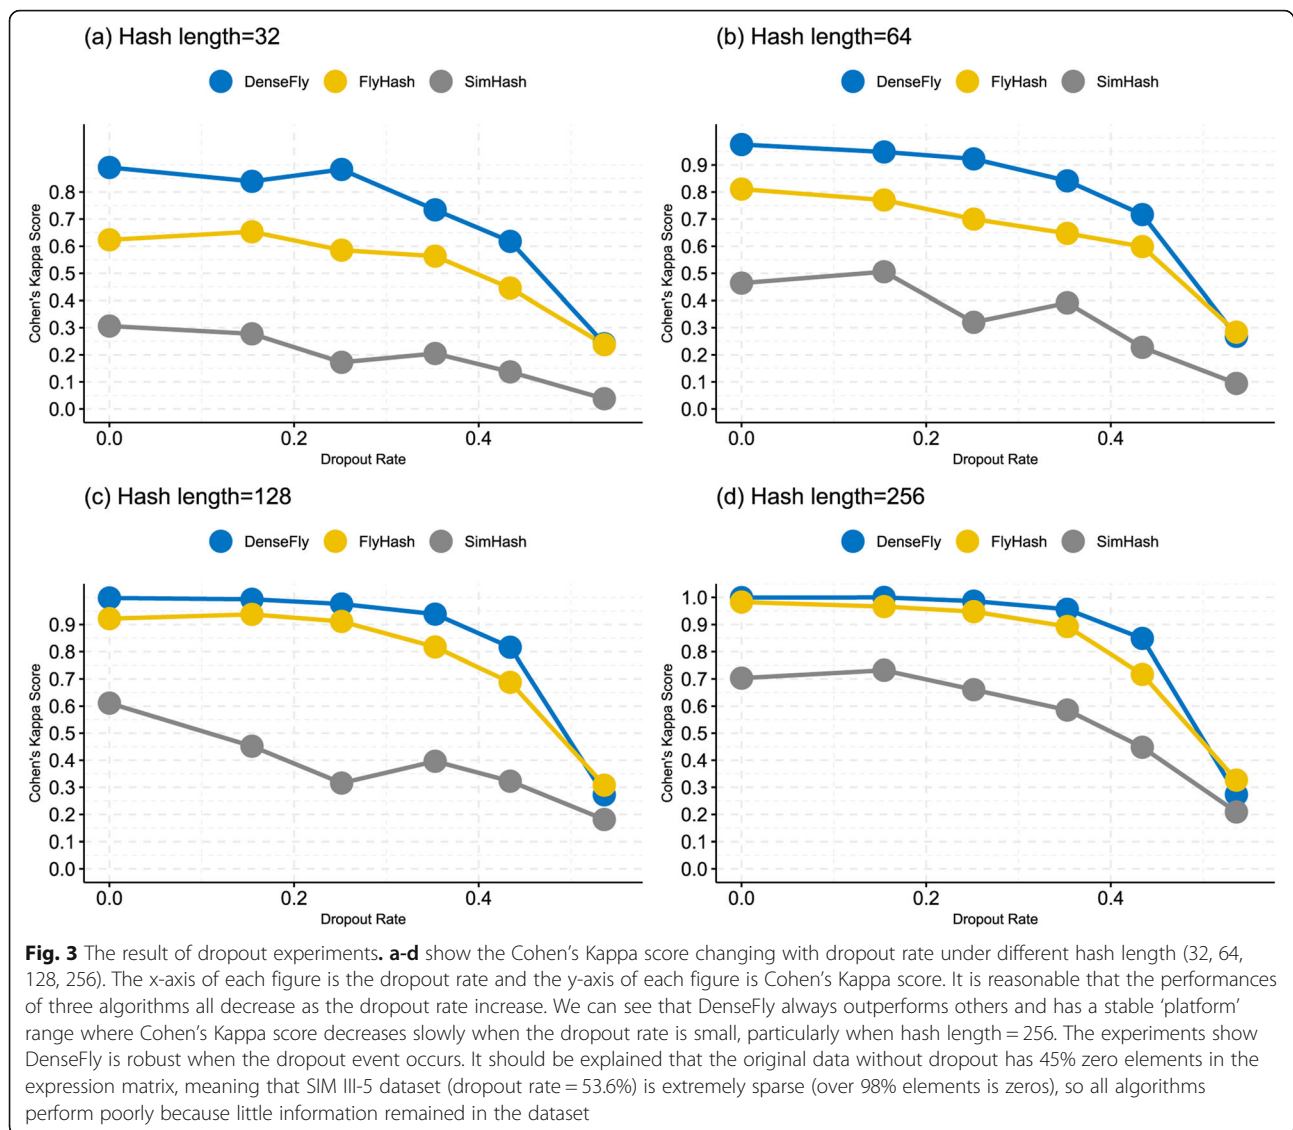 (a) Hash length=32
DenseFly FlyHash SimHash
Cohen's Kappa Score
0.8
0.7
0.6
0.5
0.4
0.3
0.2
0.1
0.0
0.0 0.2 0.4
Dropout Rate
(b) Hash length=64
DenseFly FlyHash SimHash
Cohen's Kappa Score
0.9
0.8
0.7
0.6
0.5
0.4
0.3
0.2
0.1
0.0
0.0 0.2 0.4
Dropout Rate
(c) Hash length=128
DenseFly FlyHash SimHash
Cohen's Kappa Score
0.9
0.8
0.7
0.6
0.5
0.4
0.3
0.2
0.1
0.0
0.0 0.2 0.4
Dropout Rate
(d) Hash length=256
DenseFly FlyHash SimHash
Cohen's Kappa Score
1.0
0.9
0.8
0.7
0.6
0.5
0.4
0.3
0.2
0.1
0.0
0.0 0.2 0.4
Dropout Rate
Fig. 3 The result of dropout experiments. a-d show the Cohen's Kappa score changing with dropout rate under different hash length (32, 64,
128, 256). The x-axis of each figure is the dropout rate and the y-axis of each figure is Cohen's Kappa score. It is reasonable that the performances
of three algorithms all decrease as the dropout rate increase. We can see that DenseFly always outperforms others and has a stable 'platform'
range where Cohen's Kappa score decreases slowly when the dropout rate is small, particularly when hash length = 256. The experiments show
DenseFly is robust when the dropout event occurs. It should be explained that the original data without dropout has 45% zero elements in the
expression matrix, meaning that SIM III-5 dataset (dropout rate = 53.6%) is extremely sparse (over 98% elements is zeros), so all algorithms
perform poorly because little information remained in the dataset